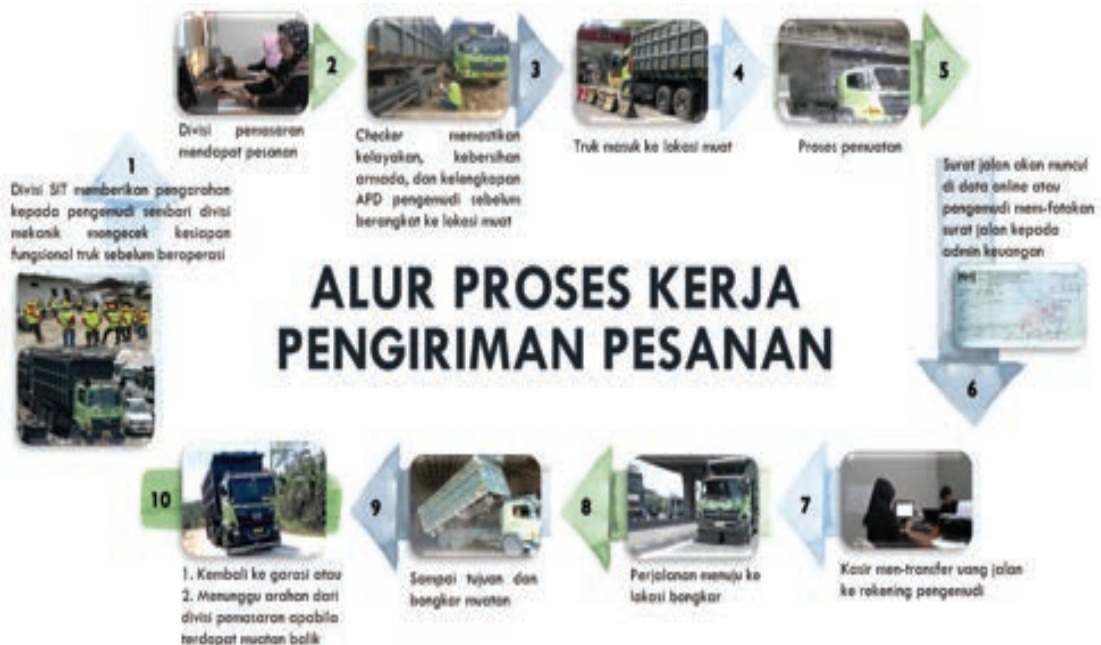 ALUR PROSES KERJA
PENGIRIMAN PESANAN
1
Divisi SIT memberikan pengarahan
kepada pengemudi sembari divisi
mekanik mengecek kesiapan
fungsional truk sebelum beroperasi
2
Divisi pemasaran
mendapat pesanan
3
Checker memastikan
kelayakan, kebersihan
armada, dan kelengkapan
APD pengemudi sebelum
berangkat ke lokasi muat
4
Truk masuk ke lokasi muat
5
Proses pemuatan
Surat jalan akan muncul
di data online atau
pengemudi mem-fotokan
surat jalan kepada
admin keuangan
6
7
Kasir men-transfer uang jalan
ke rekening pengemudi
8
Perjalanan menuju ke
lokasi bongkar
9
Sampai tujuan dan
bongkar muatan
10
1. Kembali ke garasi atau
2. Menunggu arahan dari
divisi pemasaran apabila
terdapat muatan balik